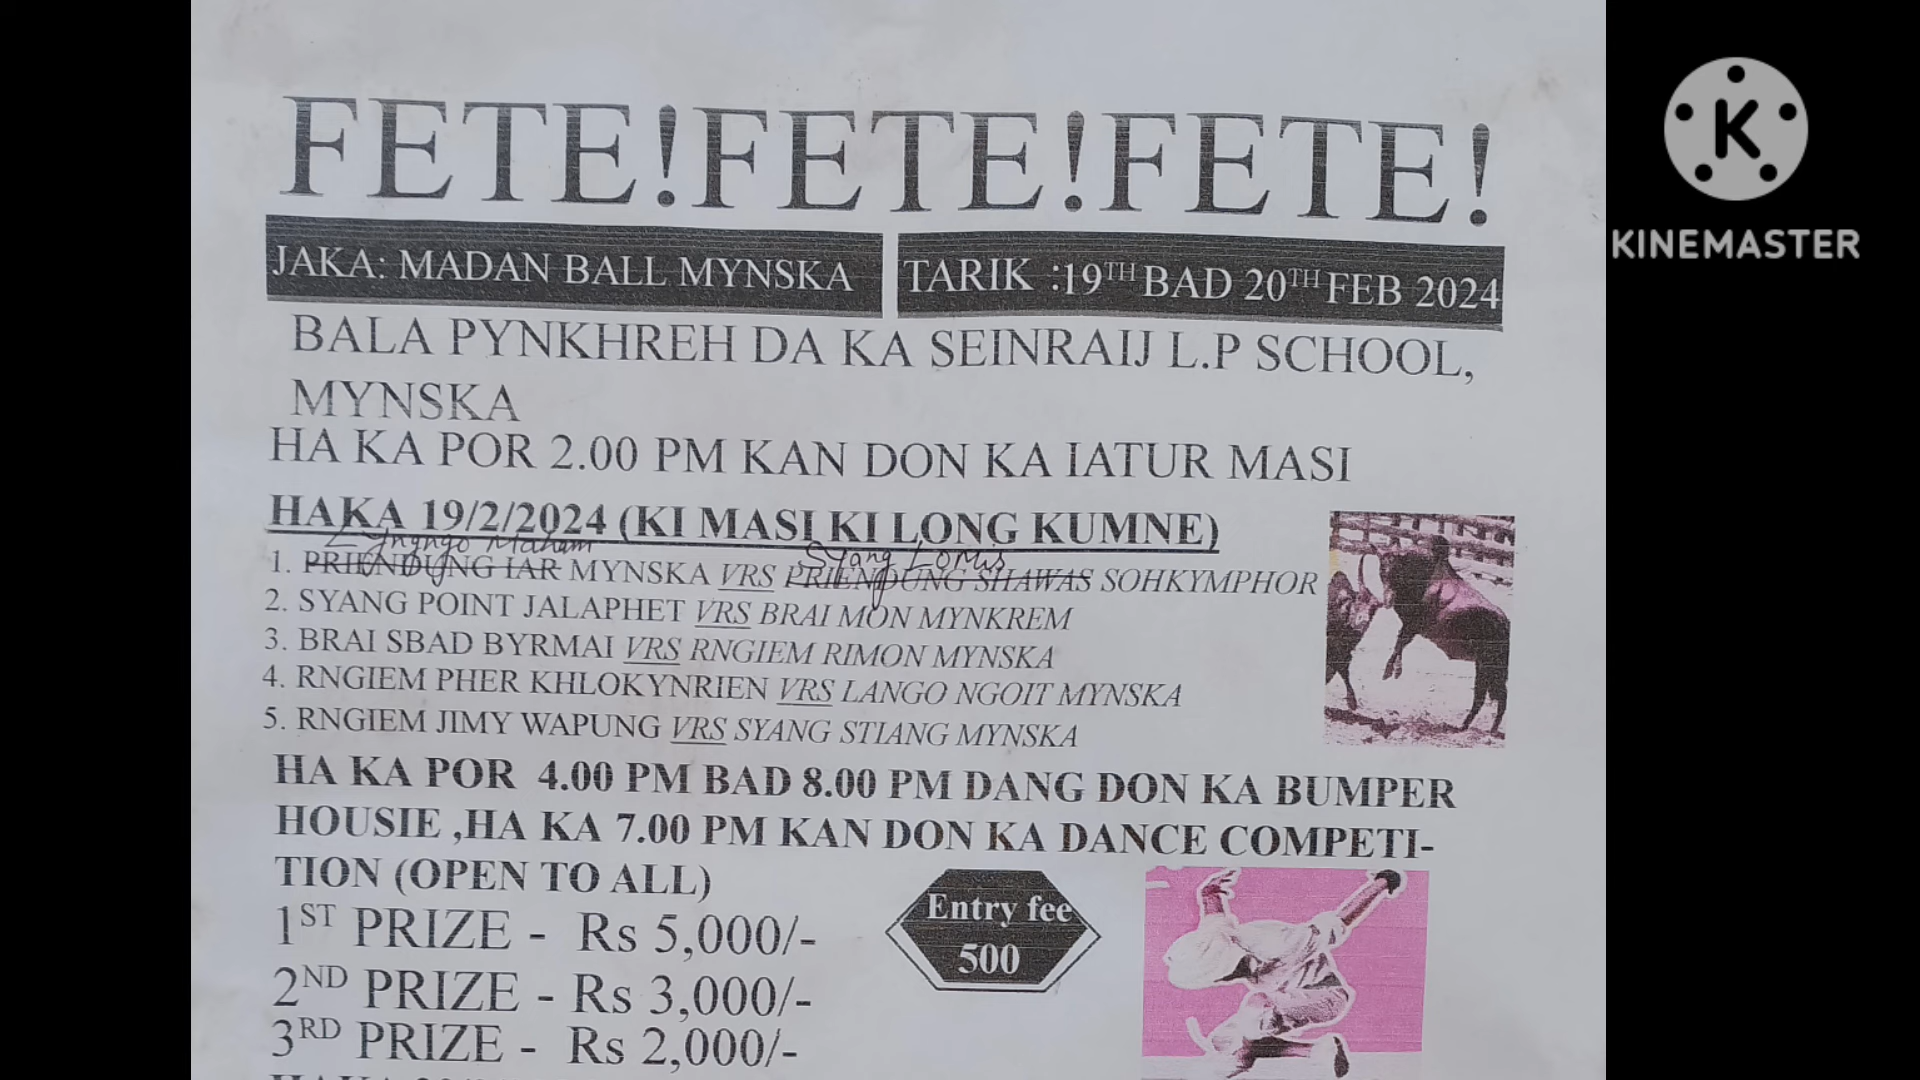 FETE!FETE!FETE!
JAKA: MADAN BALL MYNSKA
TARIK :19TH BAD 20TH FEB 2024
BALA PYNKHREH DA KA SEINRAIJ L.P SCHOOL,
MYNSKA
HA KA POR 2.00 PM KAN DON KA IATUR MASI
HAKA 19/2/2024 (KI MASI KI LONG KUMNE)
Syang Lomis
1. PRIENDUNG IAR MYNSKA VRS PRIENDUNG SHAWAS SOHKYMPHOR
2. SYANG POINT JALAPHET VRS BRAI MON MYNKREM
3. BRAI SBAD BYRMAI VRS RNGIEM RIMON MYNSKA
4. RNGIEM PHER KHLOKYNRIEN VRS LANGO NGOIT MYNSKA
5. RNGIEM JIMY WAPUNG VRS SYANG STIANG MYNSKA
HA KA POR 4.00 PM BAD 8.00 PM DANG DON KA BUMPER
HOUSIE ,HA KA 7.00 PM KAN DON KA DANCE COMPETI-
TION (OPEN TO ALL)
1ST PRIZE - Rs 5,000/-
2ND PRIZE - Rs 3,000/-
3RD PRIZE - Rs 2,000/-
Entry fee
500
KINEMASTER